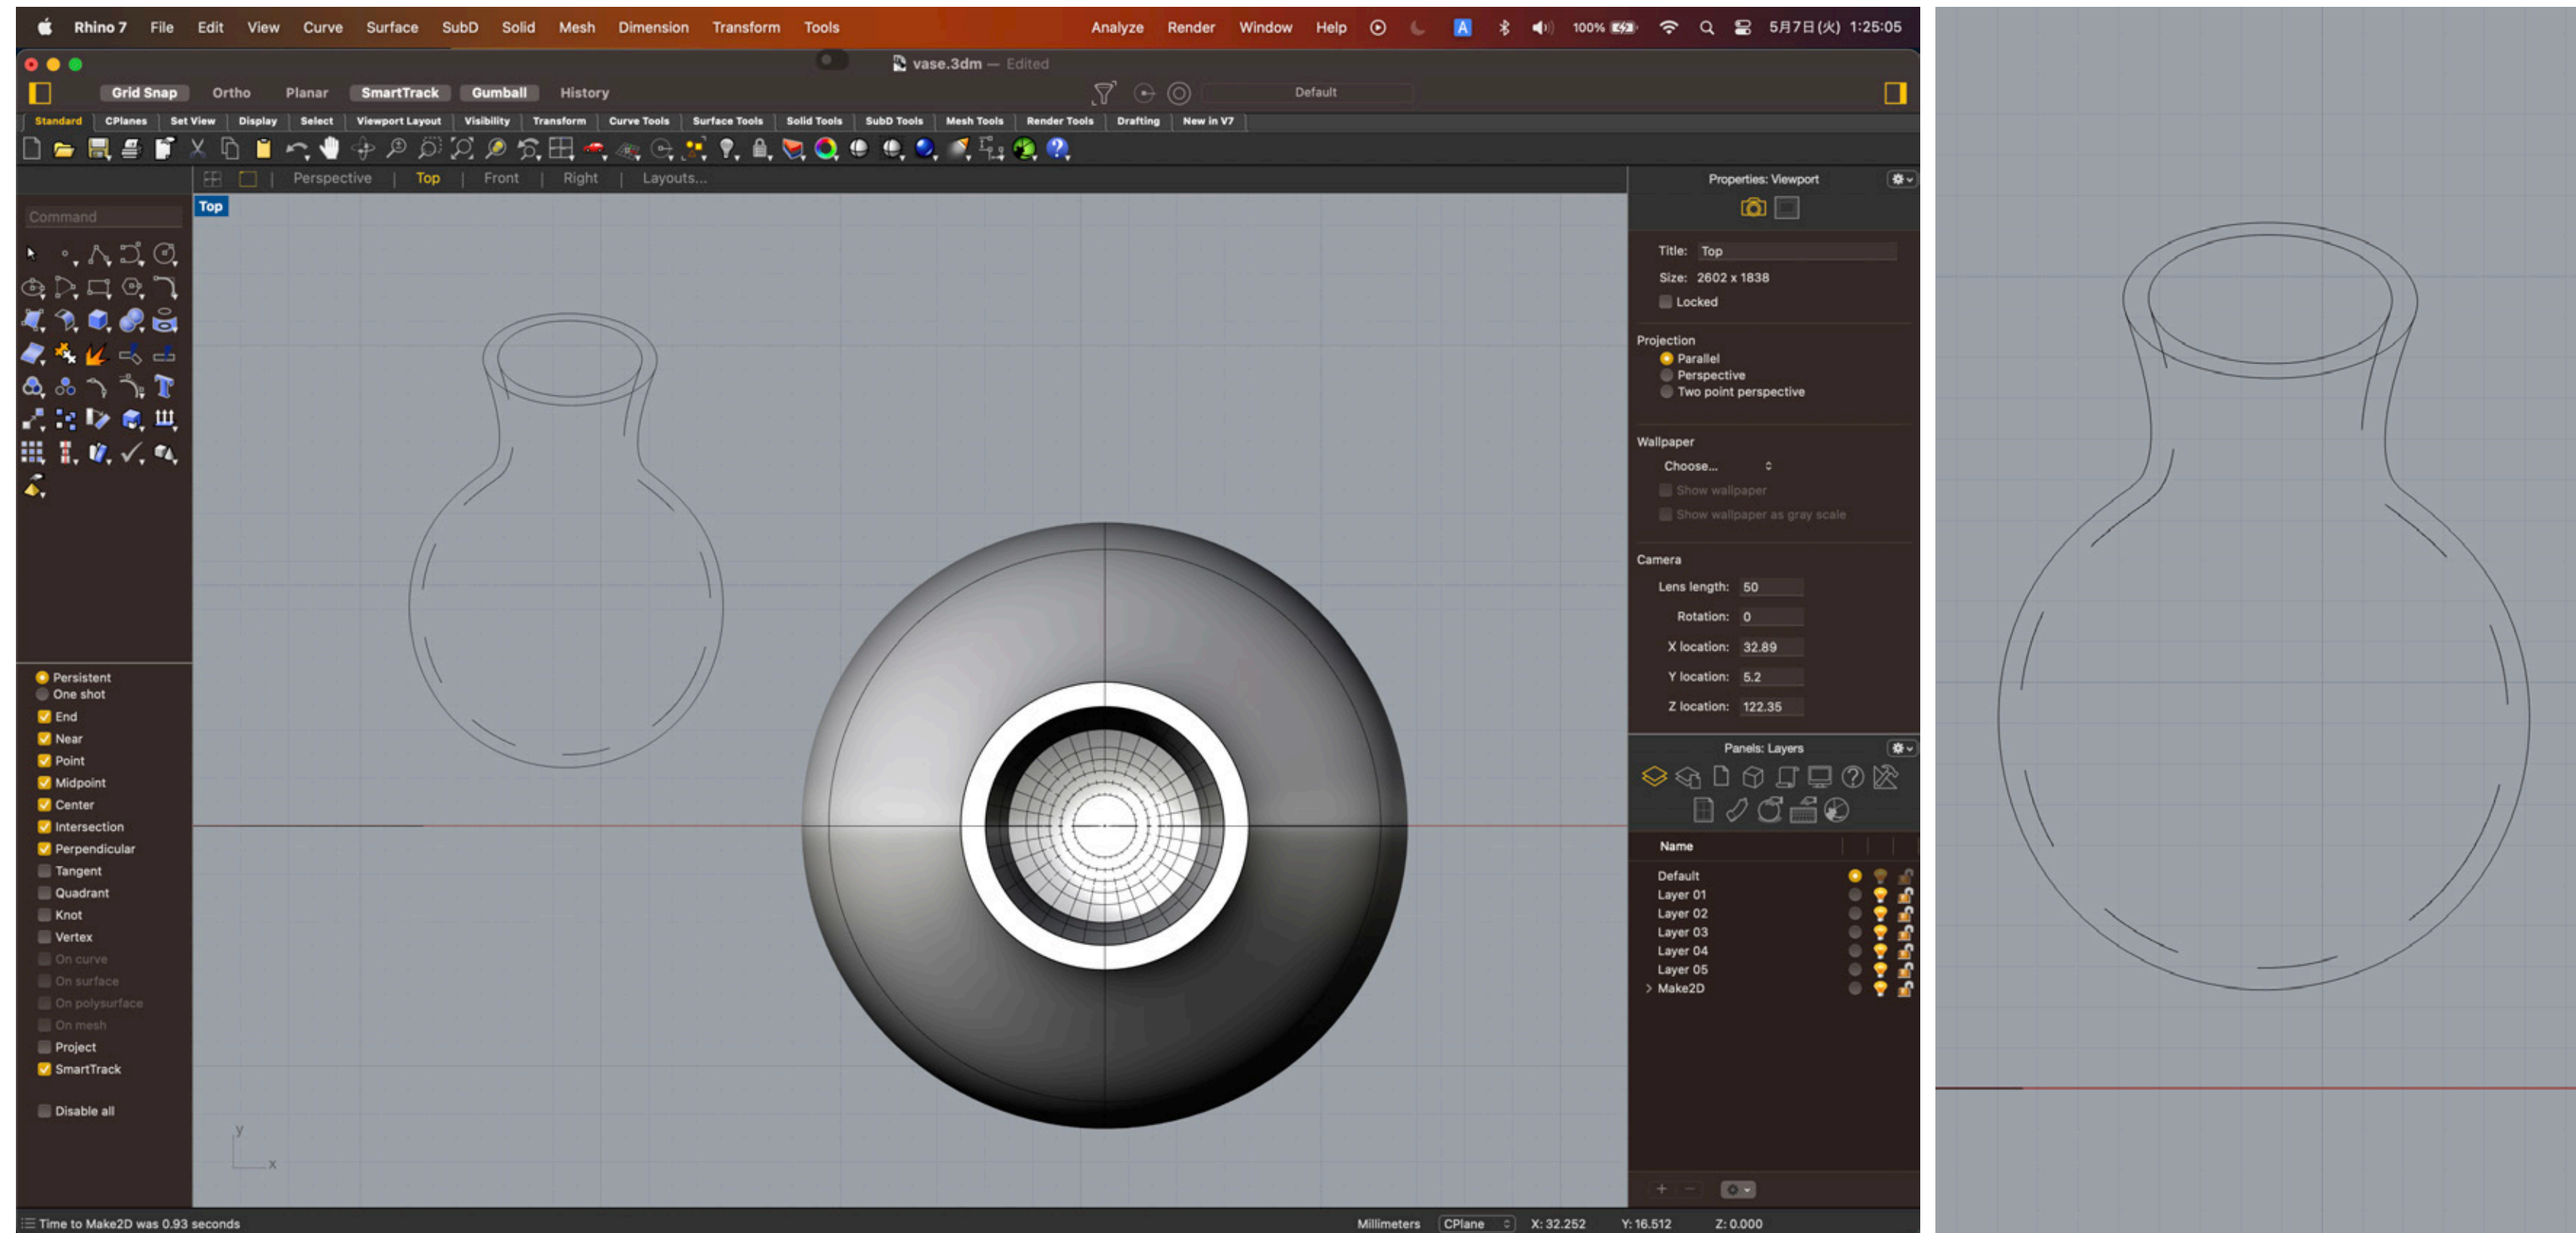 Rhino 7 File Edit View Curve Surface SubD Solid Mesh Dimension Transform Tools Analyze Render Window Help A 100% 5月7日(火) 1:25:05
vase.3dm — Edited
Grid Snap Ortho Planar SmartTrack Gumball History Default
Standard CPlanes Set View Display Select Viewport Layout Visibility Transform Curve Tools Surface Tools Solid Tools SubD Tools Mesh Tools Render Tools Drafting New in V7
Perspective | Top | Front | Right | Layouts...
Command
Top
Persistent
One shot
End
Near
Point
Midpoint
Center
Intersection
Perpendicular
Tangent
Quadrant
Knot
Vertex
On curve
On surface
On polysurface
On mesh
Project
SmartTrack
Disable all
y
x
Properties: Viewport
Title: Top
Size: 2602 x 1838
Locked
Projection
Parallel
Perspective
Two point perspective
Wallpaper
Choose...
Show wallpaper
Show wallpaper as gray scale
Camera
Lens length: 50
Rotation: 0
X location: 32.89
Y location: 5.2
Z location: 122.35
Panels: Layers
Name
Default
Layer 01
Layer 02
Layer 03
Layer 04
Layer 05
> Make2D
Time to Make2D was 0.93 seconds
Millimeters CPlane X: 32.252 Y: 16.512 Z: 0.000